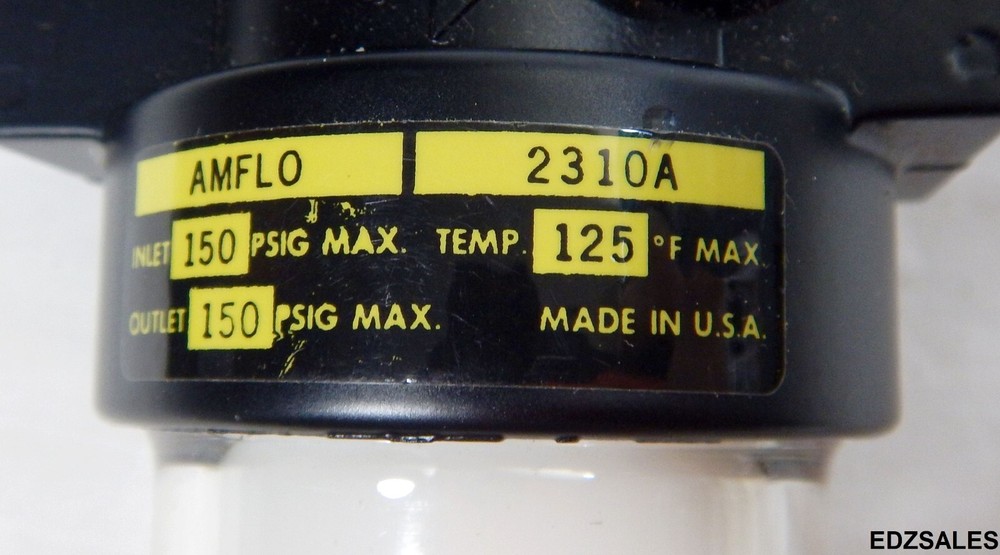 AMFLO 2310A
INLET 150 PSIG MAX. TEMP. 125 °F MAX.
OUTLET 150 PSIG MAX. MADE IN U.S.A.
EDZSALES